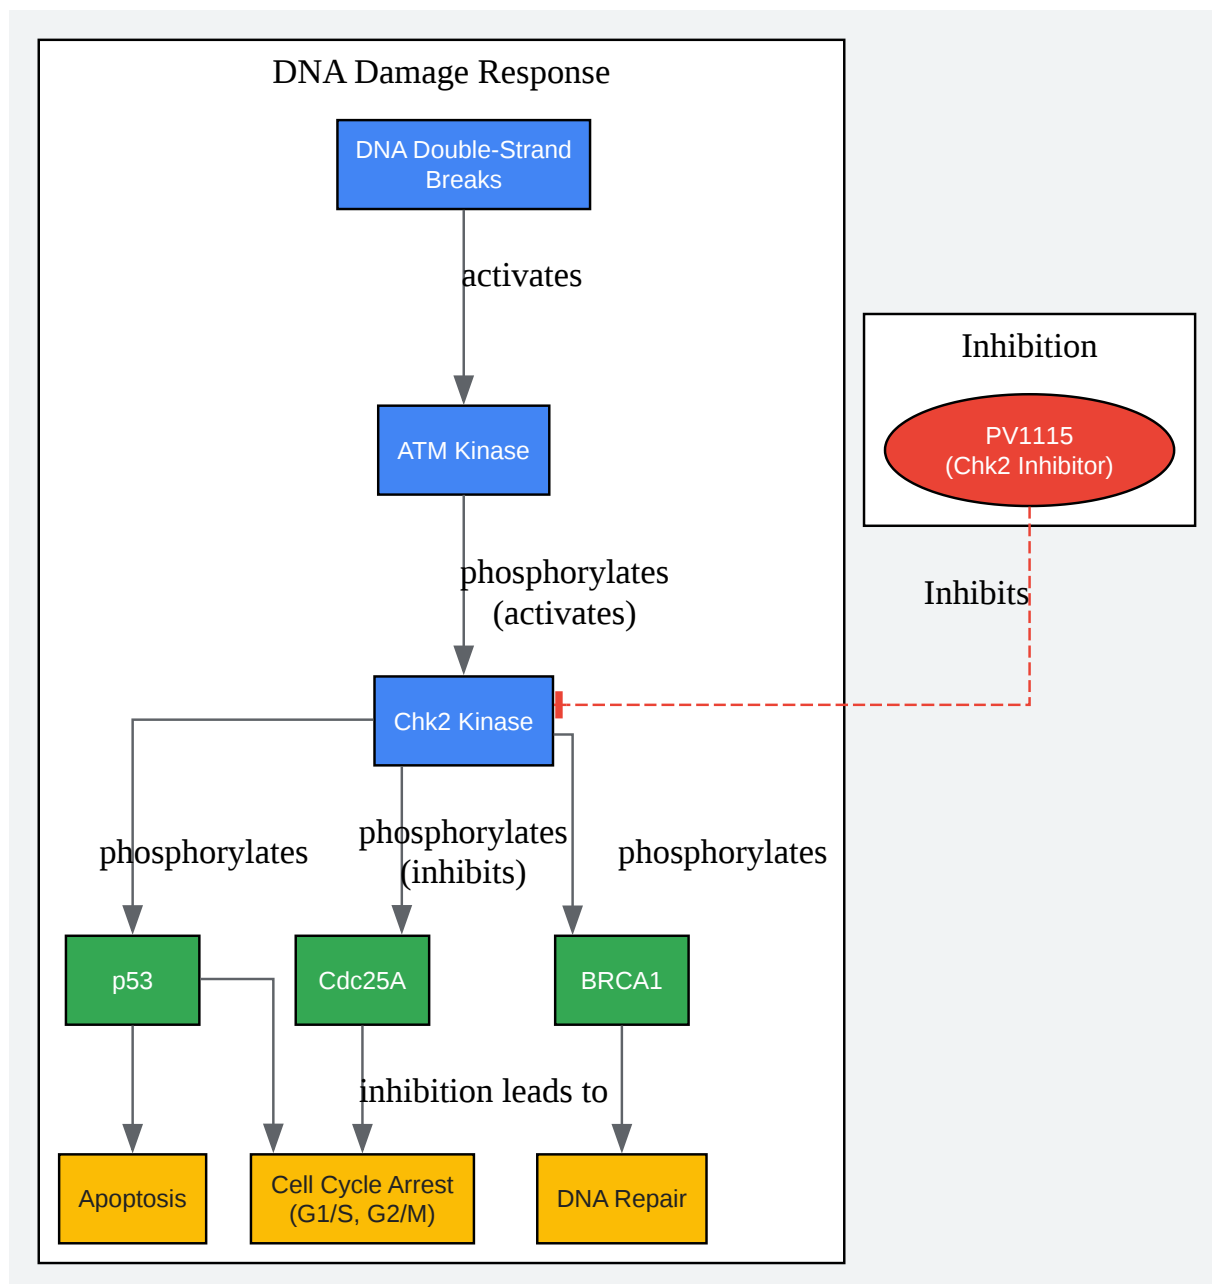 DNA Damage Response
DNA Double-Strand
Breaks
activates
Inhibition
ATM Kinase
PV1115
(Chk2 Inhibitor)
phosphorylates
(activates)
Inhibits
Chk2 Kinase
phosphorylates
phosphorylates
(inhibits)
phosphorylates
p53
Cdc25A
BRCA1
inhibition leads to
Apoptosis
Cell Cycle Arrest
(G1/S, G2/M)
DNA Repair